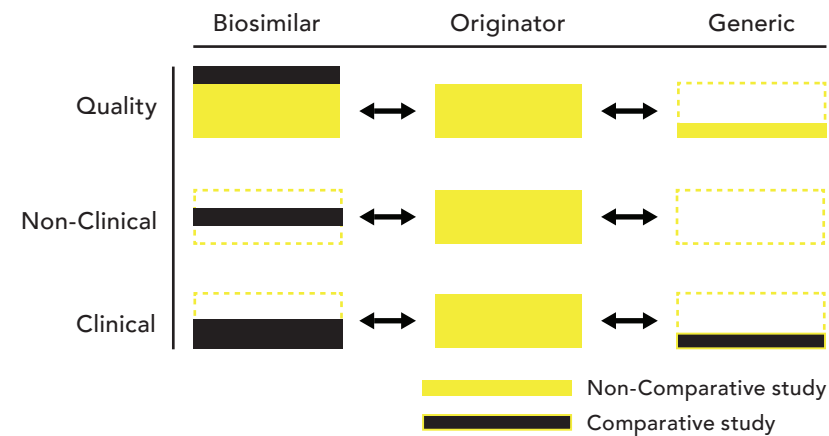 Biosimilar Originator Generic
Quality
Non-Clinical
Clinical
Non-Comparative study
Comparative study